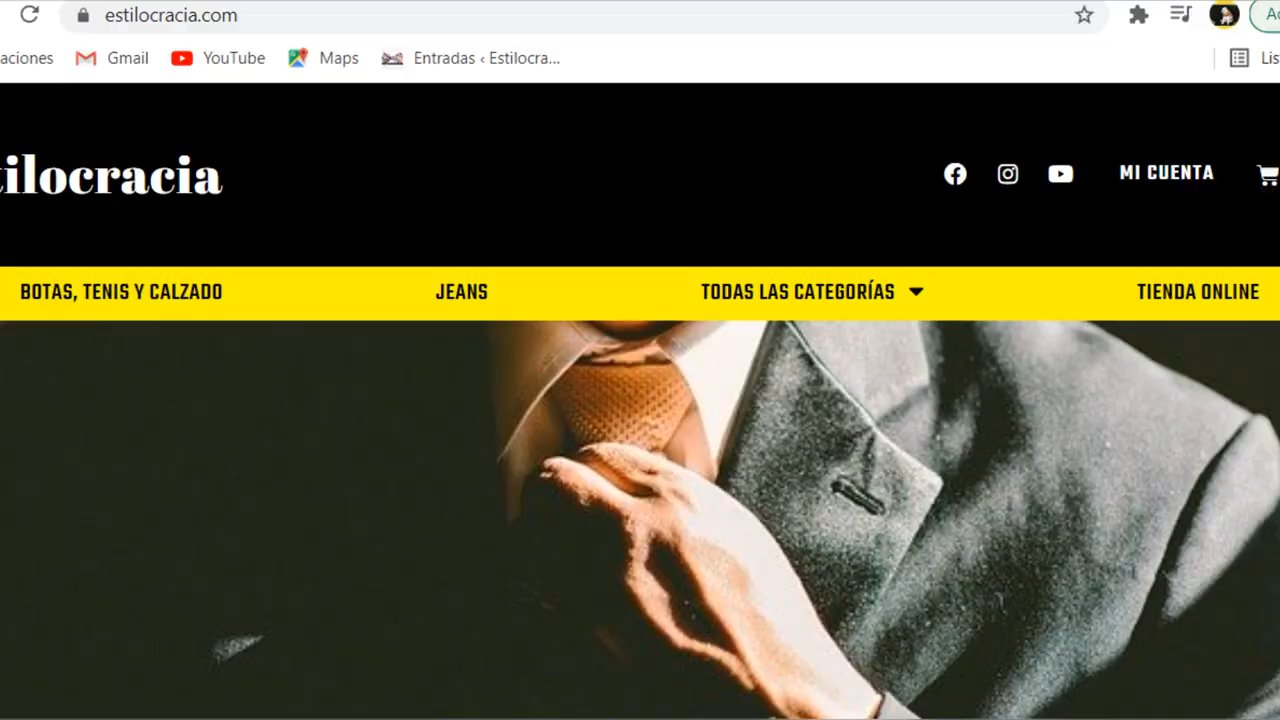 estilocracia.com
aciones Gmail YouTube Maps Entradas ‹ Estilocra... Lis
tilocracia
MI CUENTA
BOTAS, TENIS Y CALZADO JEANS TODAS LAS CATEGORÍAS TIENDA ONLINE